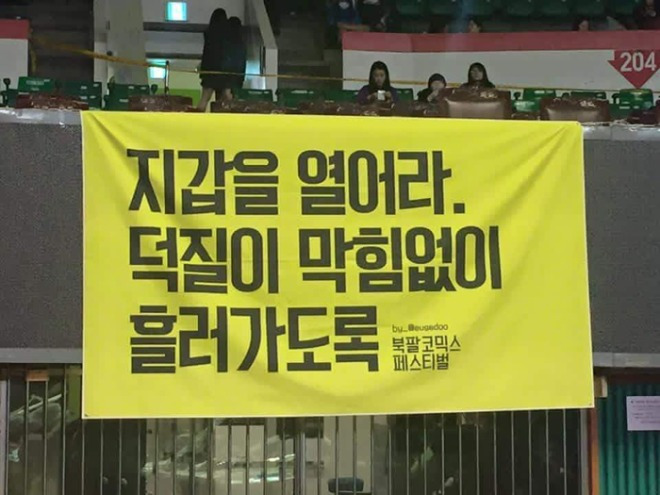 204
지갑을 열어라.
덕질이 막힘없이
흘러가도록
by_@eusedoo
북팔코믹스
페스티벌